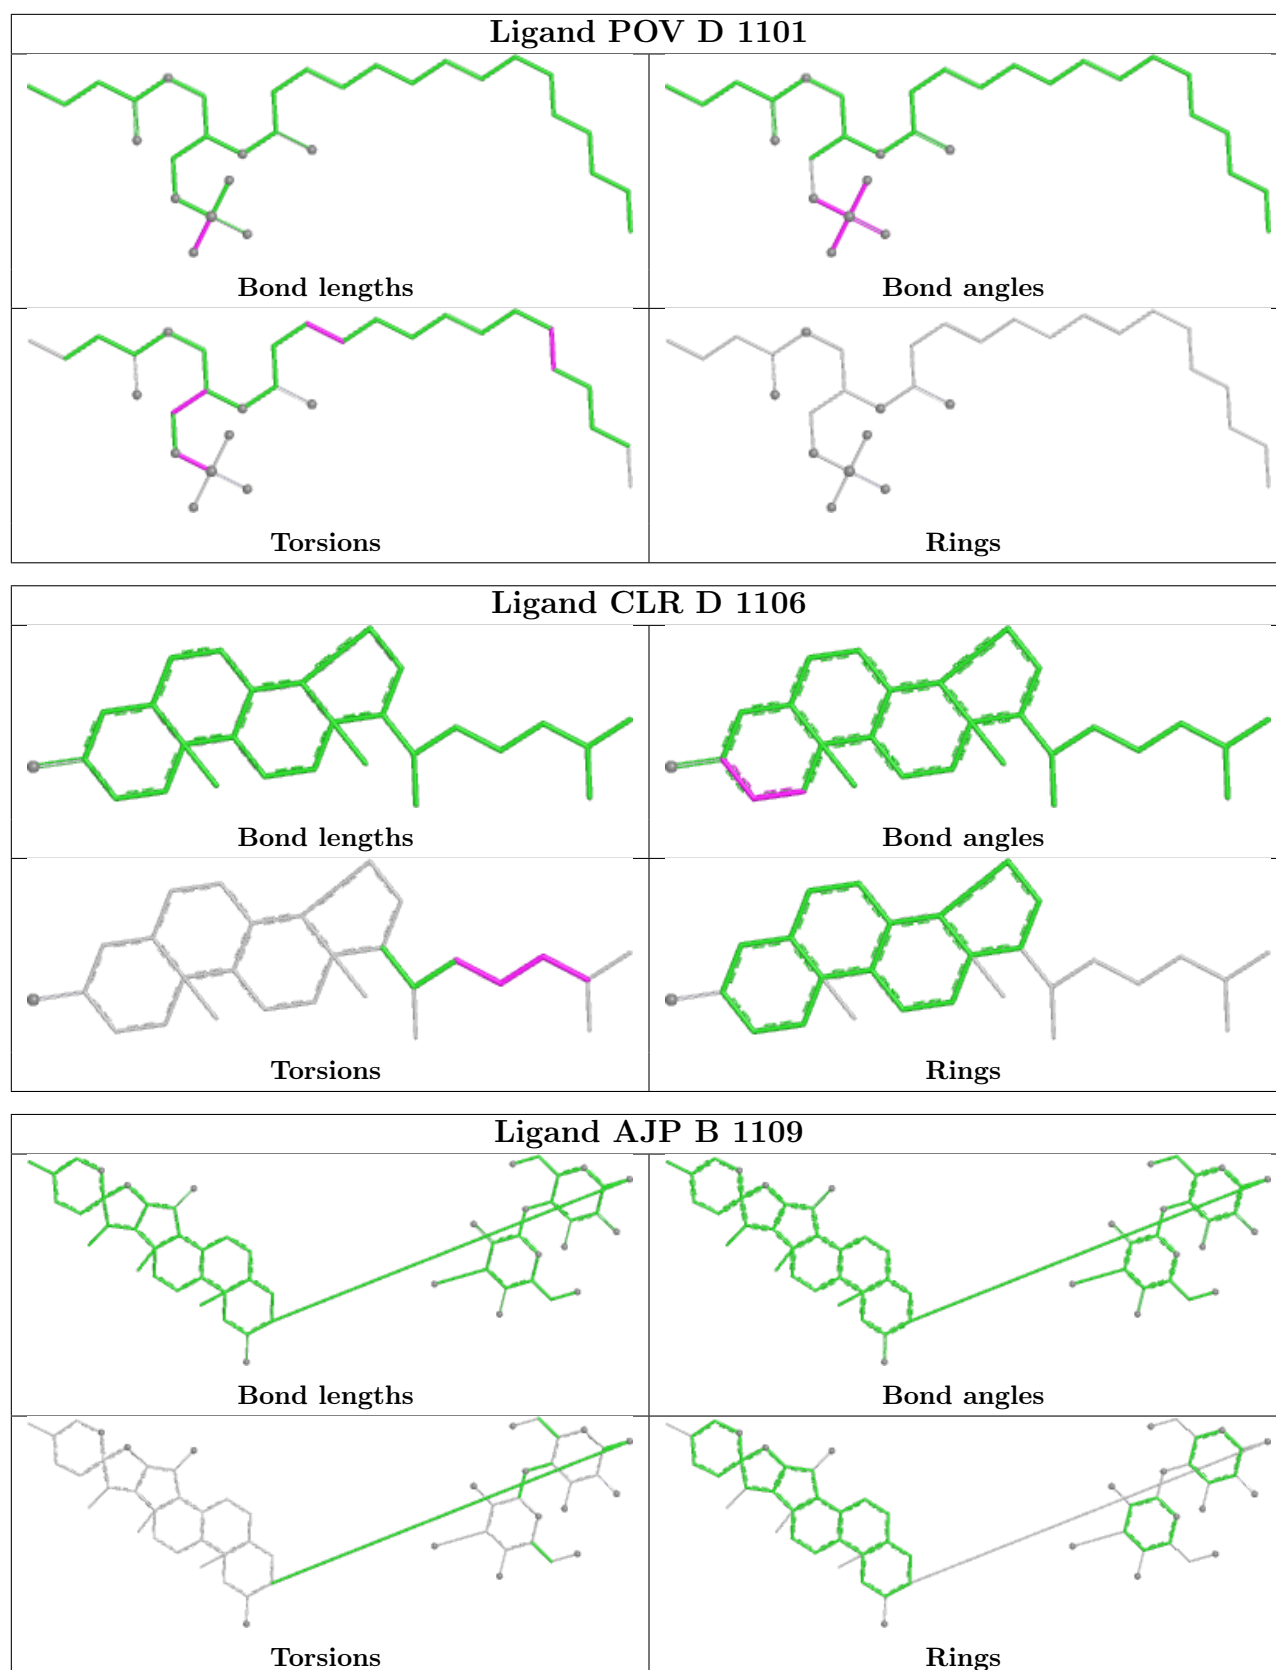 Ligand POV D 1101
Bond lengths
Bond angles
Torsions
Rings
Ligand CLR D 1106
Bond lengths
Bond angles
Torsions
Rings
Ligand AJP B 1109
Bond lengths
Bond angles
Torsions
Rings